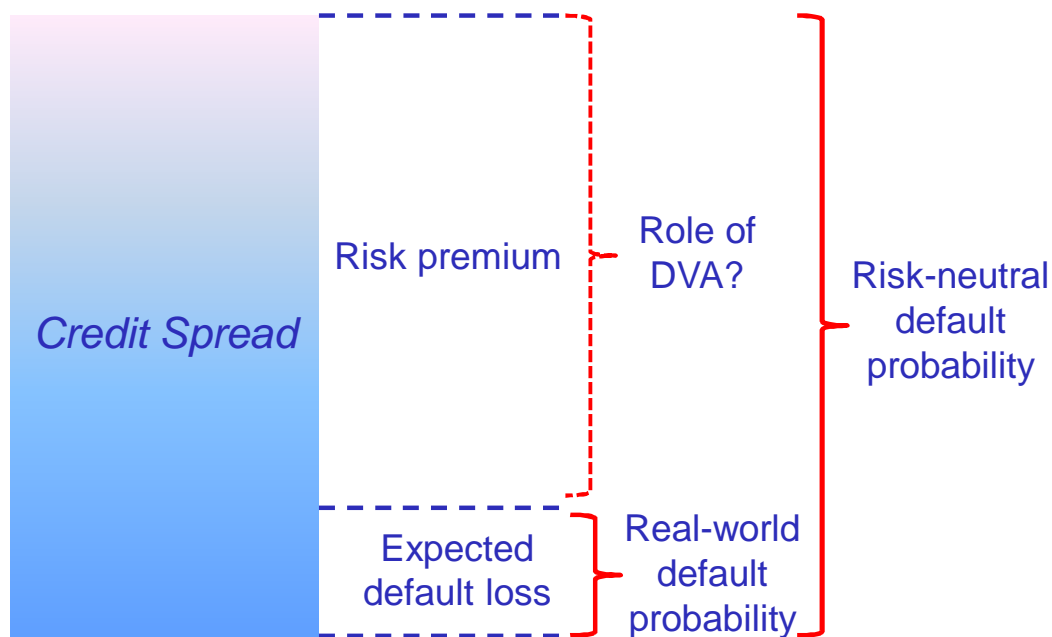 Credit Spread
Risk premium
Role of
DVA?
Risk-neutral
default
probability
Expected
default loss
Real-world
default
probability